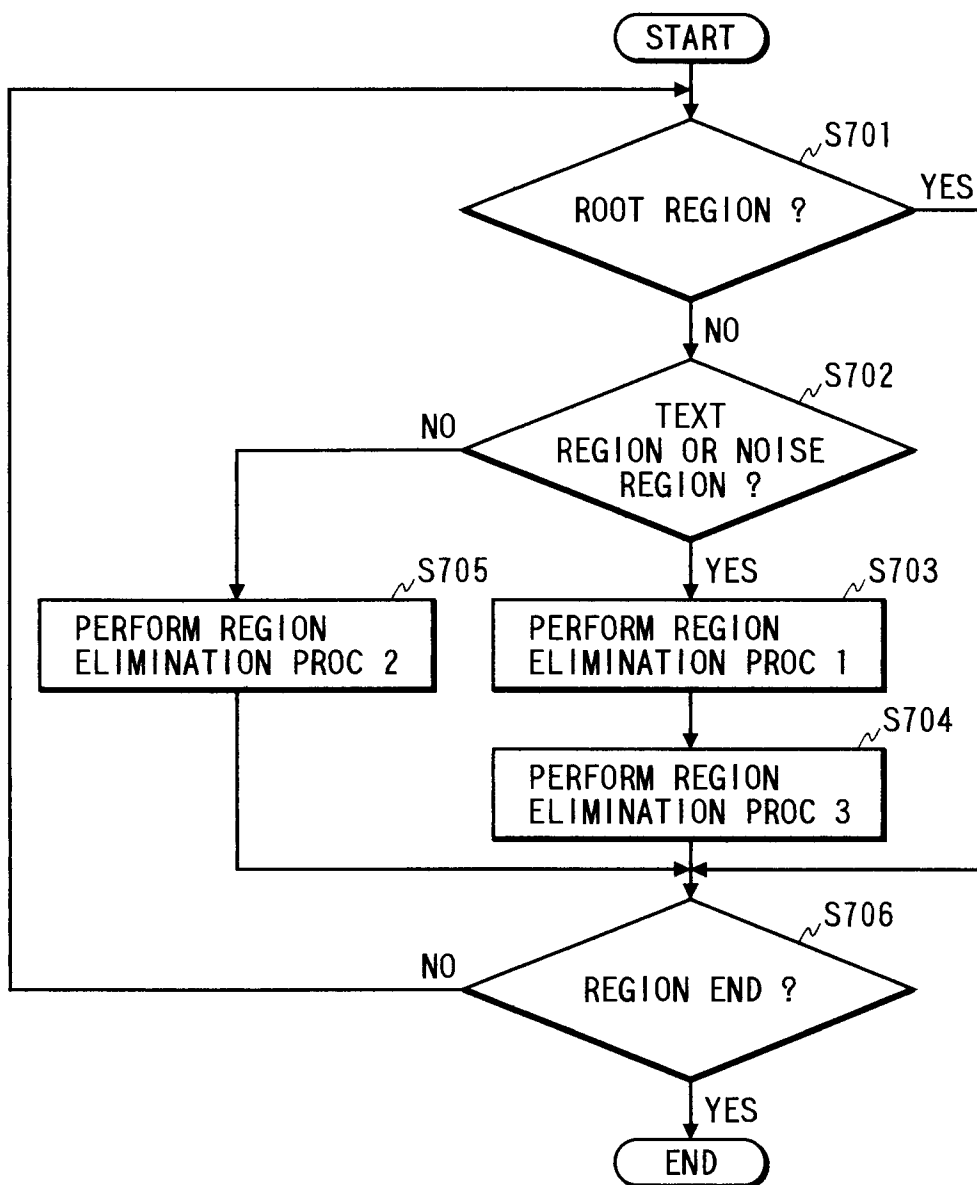 START
S701
ROOT REGION ?
YES
NO
S702
TEXT
REGION OR NOISE
REGION ?
NO
YES
S705
PERFORM REGION
ELIMINATION PROC 2
S703
PERFORM REGION
ELIMINATION PROC 1
S704
PERFORM REGION
ELIMINATION PROC 3
S706
REGION END ?
NO
YES
END